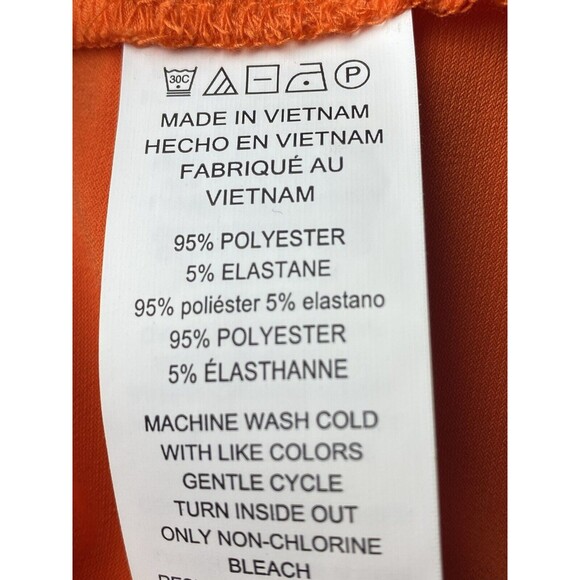 30C P
MADE IN VIETNAM
HECHO EN VIETNAM
FABRIQUÉ AU
VIETNAM
95% POLYESTER
5% ELASTANE
95% poliéster 5% elastano
95% POLYESTER
5% ÉLASTHANNE
MACHINE WASH COLD
WITH LIKE COLORS
GENTLE CYCLE
TURN INSIDE OUT
ONLY NON-CHLORINE
BLEACH